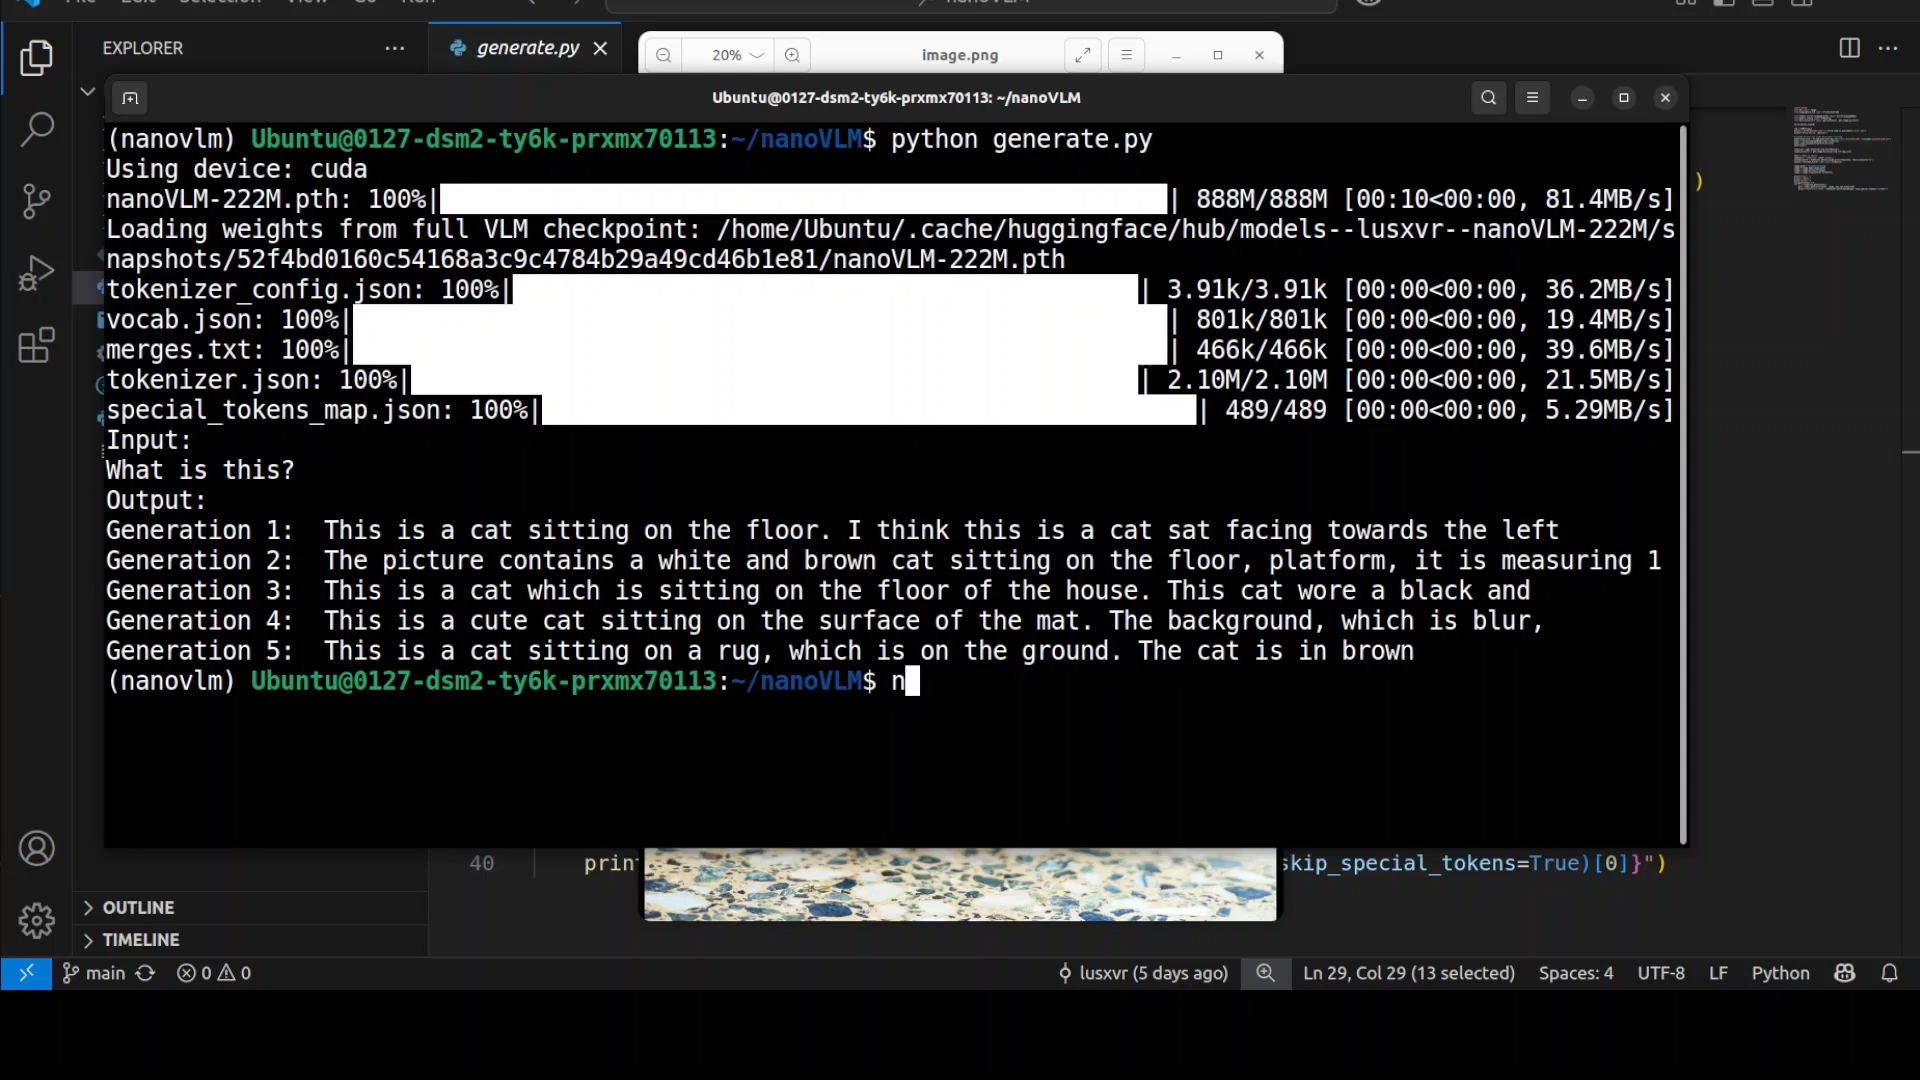 File Edit Selection View Go Run nanoVLM
EXPLORER ··· generate.py
20% image.png
Ubuntu@0127-dsm2-ty6k-prxmx70113: ~/nanoVLM
(nanovlm) Ubuntu@0127-dsm2-ty6k-prxmx70113:~/nanoVLM$ python generate.py
Using device: cuda
nanoVLM-222M.pth: 100%| | 888M/888M [00:10<00:00, 81.4MB/s]
Loading weights from full VLM checkpoint: /home/Ubuntu/.cache/huggingface/hub/models--lusxvr--nanoVLM-222M/s
napshots/52f4bd0160c54168a3c9c4784b29a49cd46b1e81/nanoVLM-222M.pth
tokenizer_config.json: 100%| | 3.91k/3.91k [00:00<00:00, 36.2MB/s]
vocab.json: 100%| | 801k/801k [00:00<00:00, 19.4MB/s]
merges.txt: 100%| | 466k/466k [00:00<00:00, 39.6MB/s]
tokenizer.json: 100%| | 2.10M/2.10M [00:00<00:00, 21.5MB/s]
special_tokens_map.json: 100%| | 489/489 [00:00<00:00, 5.29MB/s]
Input:
What is this?
Output:
Generation 1:  This is a cat sitting on the floor. I think this is a cat sat facing towards the left
Generation 2:  The picture contains a white and brown cat sitting on the floor, platform, it is measuring 1
Generation 3:  This is a cat which is sitting on the floor of the house. This cat wore a black and
Generation 4:  This is a cute cat sitting on the surface of the mat. The background, which is blur,
Generation 5:  This is a cat sitting on a rug, which is on the ground. The cat is in brown
(nanovlm) Ubuntu@0127-dsm2-ty6k-prxmx70113:~/nanoVLM$ n
40 prin skip_special_tokens=True)[0]}")
OUTLINE
TIMELINE
main 0 0 lusxvr (5 days ago) Ln 29, Col 29 (13 selected) Spaces: 4 UTF-8 LF Python